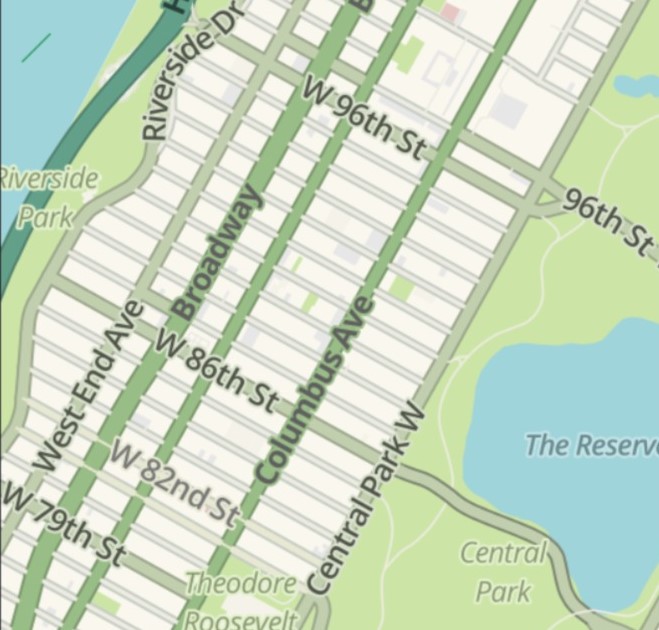 Riverside Dr
W 96th St
Riverside
Park
96th St
Broadway
West End Ave
W 86th St
Columbus Ave
The Reserv
W 82nd St
Central Park W
W 79th St
Central
Park
Theodore
Roosevelt